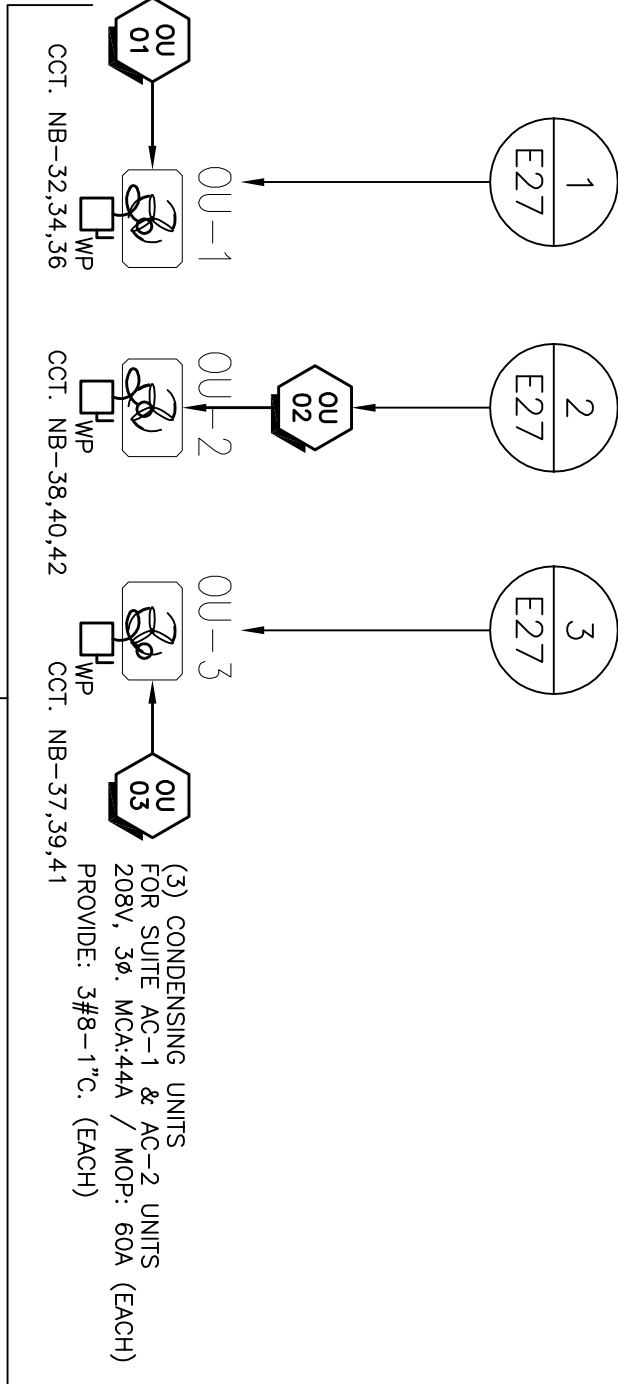 1
E27
2
E27
3
E27
OU
02
OU-1
OU-2
OU-3
OU
01
OU
03
WP
WP
WP
CCT. NB-32,34,36
CCT. NB-38,40,42
CCT. NB-37,39,41
(3) CONDENSING UNITS
FOR SUITE AC-1 & AC-2 UNITS
208V, 3Ø. MCA:44A / MOP: 60A (EACH)
PROVIDE: 3#8-1"C. (EACH)